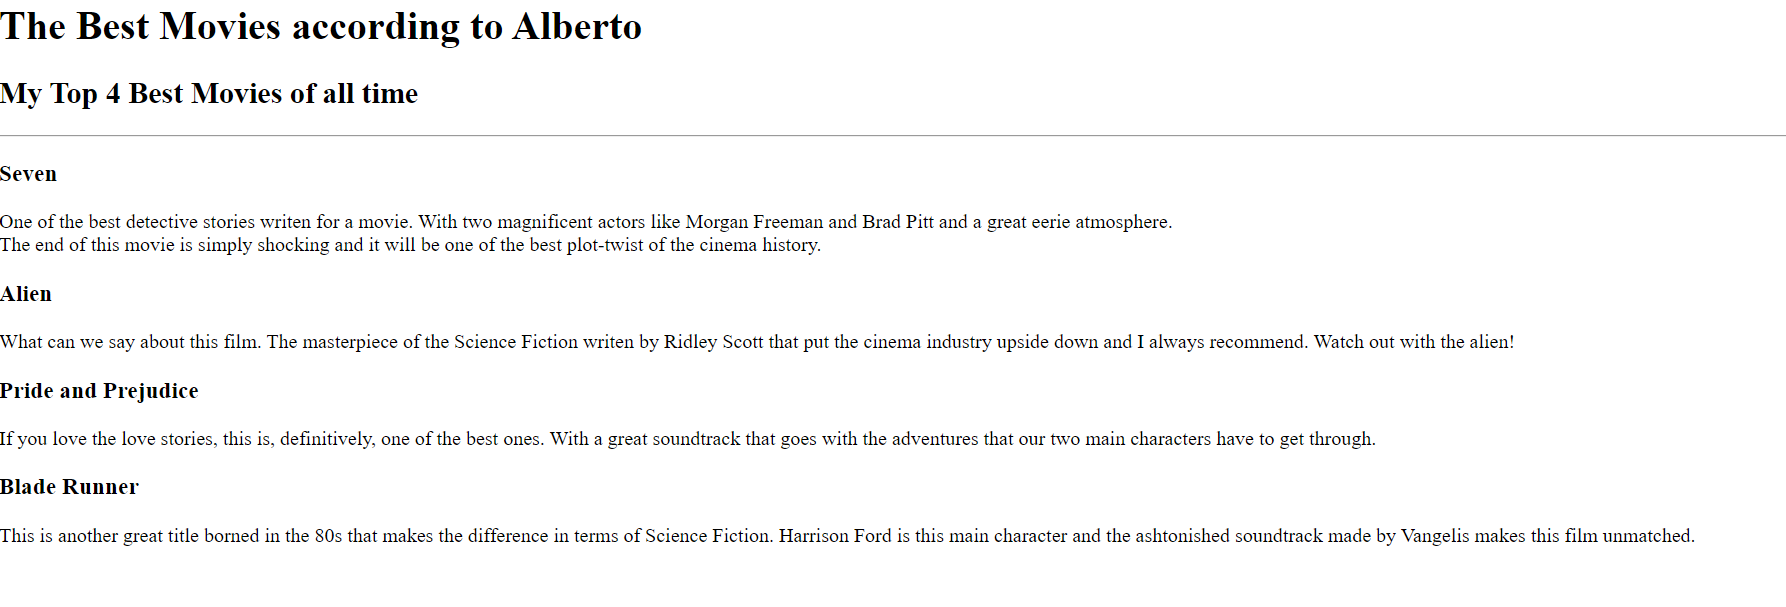 The Best Movies according to Alberto
My Top 4 Best Movies of all time
Seven
One of the best detective stories writen for a movie. With two magnificent actors like Morgan Freeman and Brad Pitt and a great eerie atmosphere.
The end of this movie is simply shocking and it will be one of the best plot-twist of the cinema history.
Alien
What can we say about this film. The masterpiece of the Science Fiction writen by Ridley Scott that put the cinema industry upside down and I always recommend. Watch out with the alien!
Pride and Prejudice
If you love the love stories, this is, definitively, one of the best ones. With a great soundtrack that goes with the adventures that our two main characters have to get through.
Blade Runner
This is another great title borned in the 80s that makes the difference in terms of Science Fiction. Harrison Ford is this main character and the ashtonished soundtrack made by Vangelis makes this film unmatched.